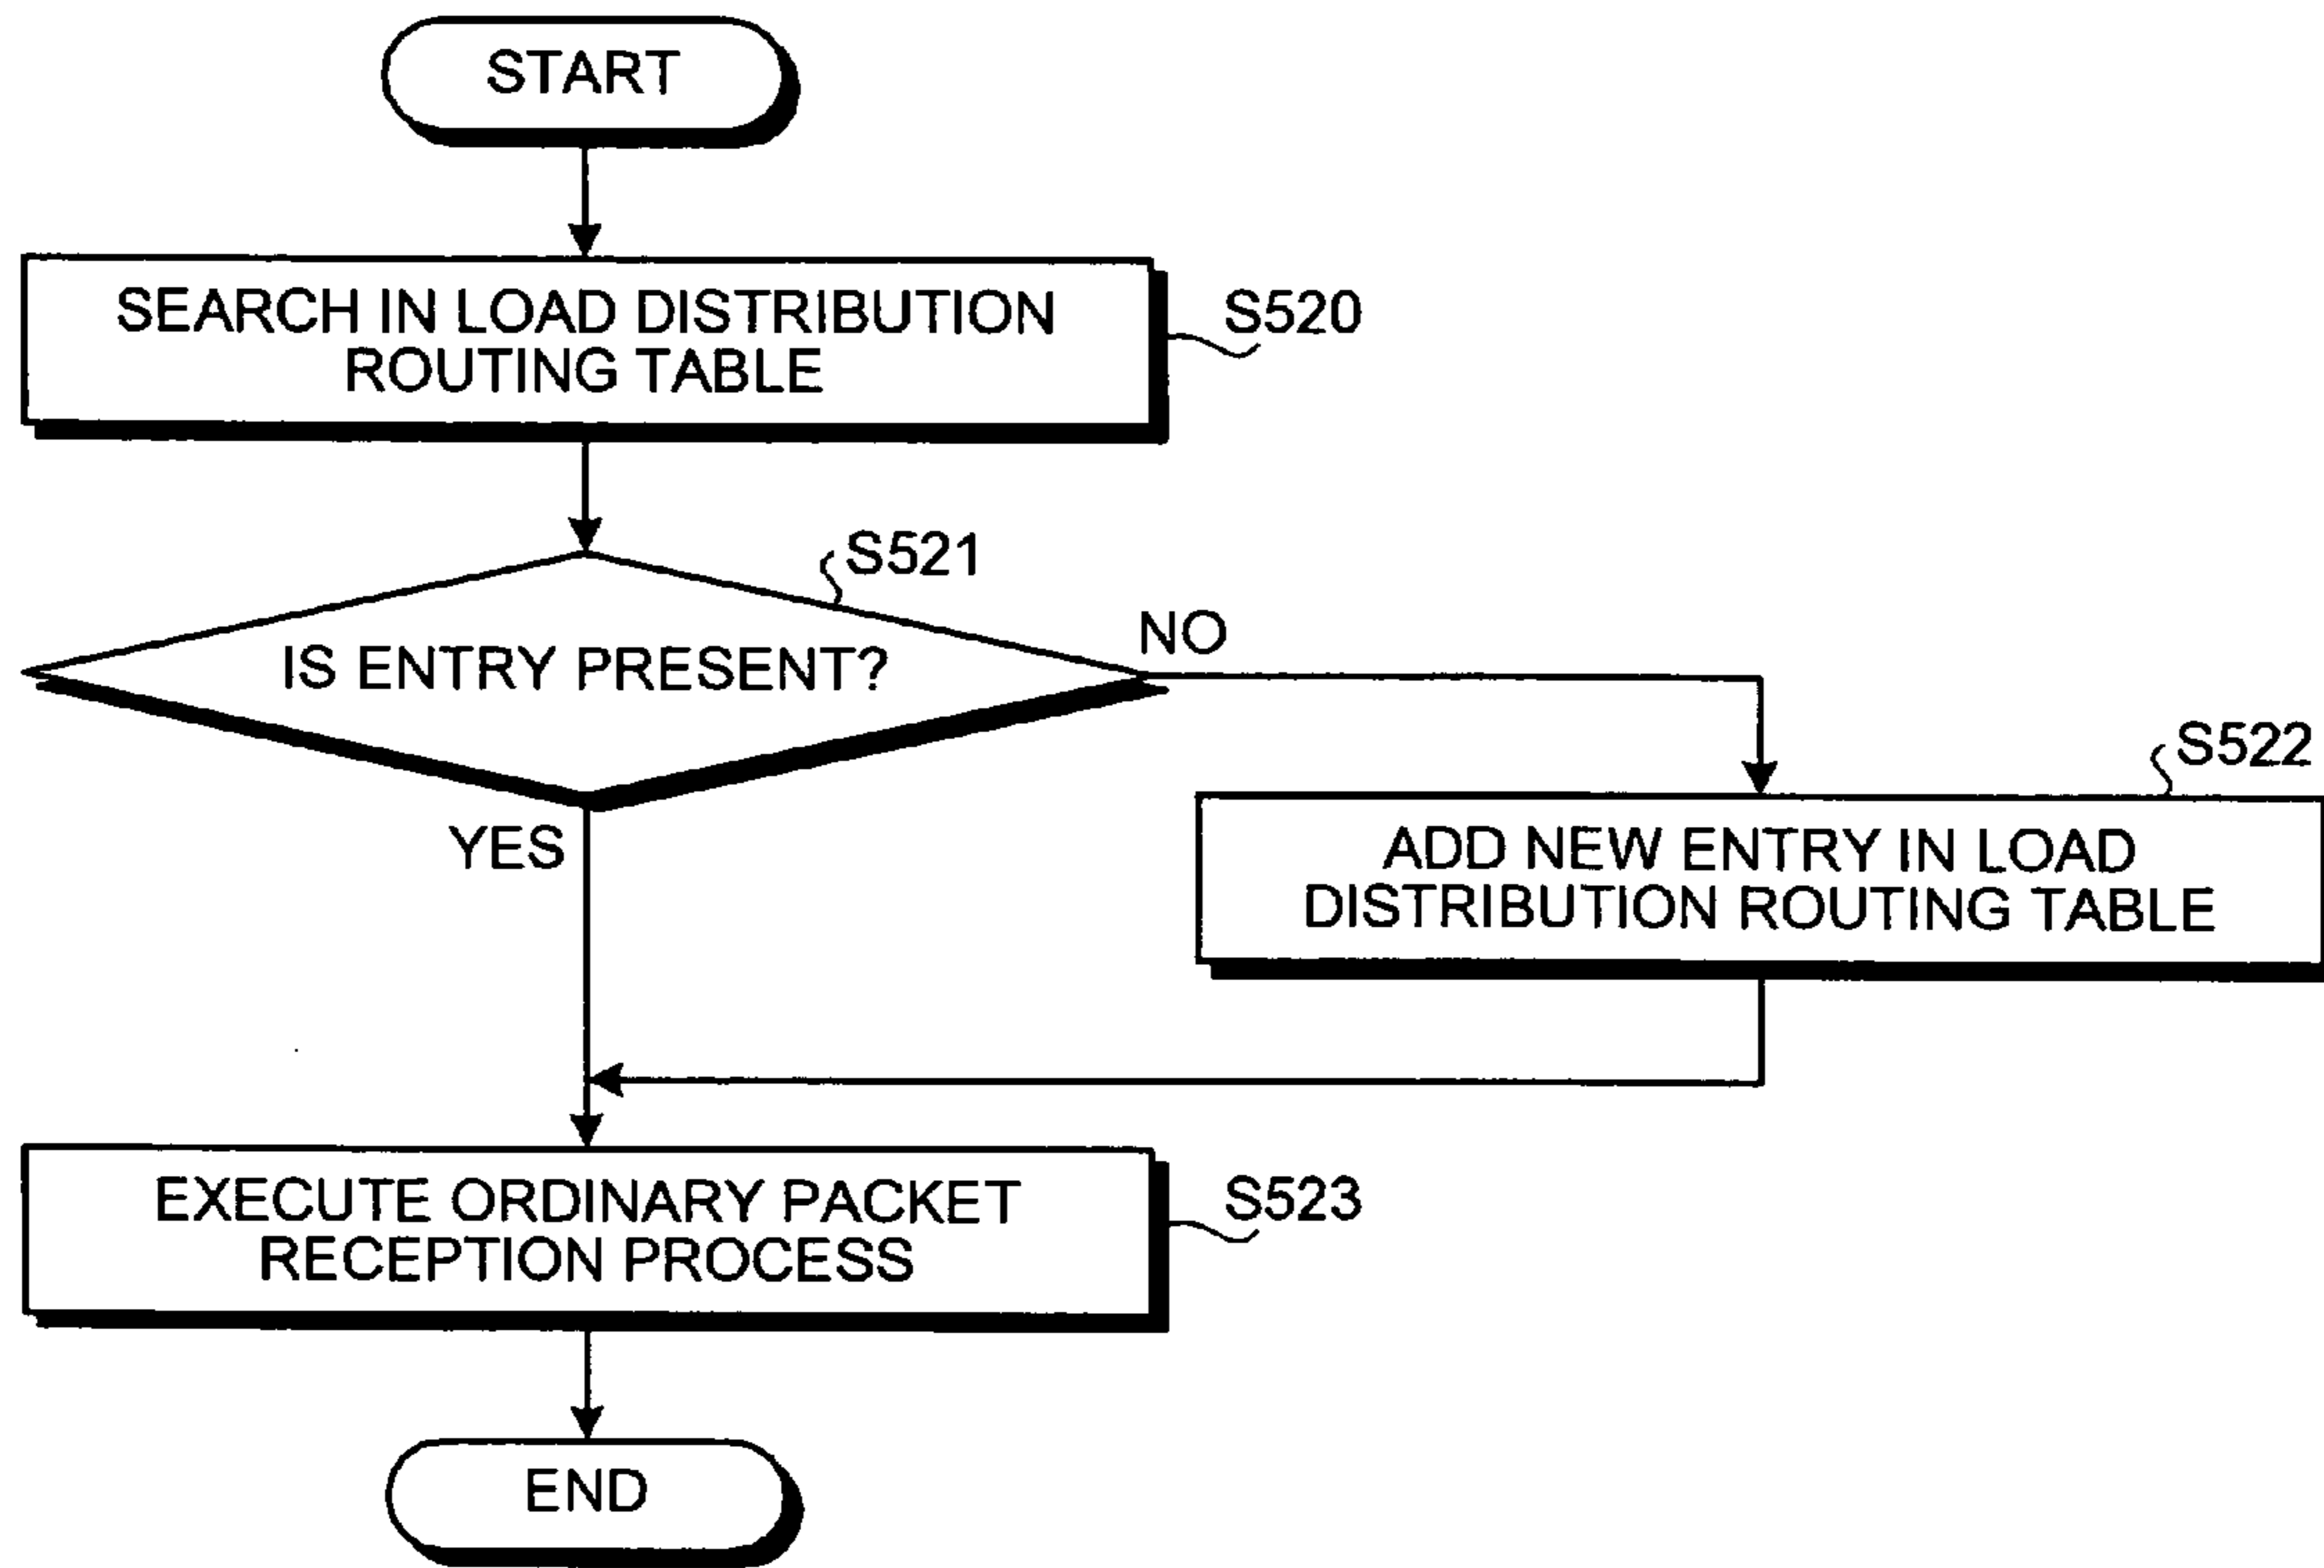 START
SEARCH IN LOAD DISTRIBUTION
ROUTING TABLE
S520
S521
IS ENTRY PRESENT?
NO
YES
S522
ADD NEW ENTRY IN LOAD
DISTRIBUTION ROUTING TABLE
EXECUTE ORDINARY PACKET
RECEPTION PROCESS
S523
END